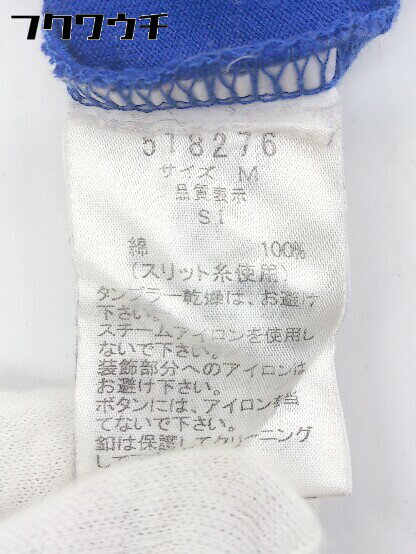 フクウクチ
518276
サイズ M
品質表示
SI
綿 100%
(スリット糸使用)
タンブラー乾燥は、お避け
下さい。
スチームアイロンを使用し
ないで下さい。
装飾部分へのアイロンは
お避け下さい。
ボタンには、アイロンを当
てないで下さい。
釦は保護してクリーニング
して